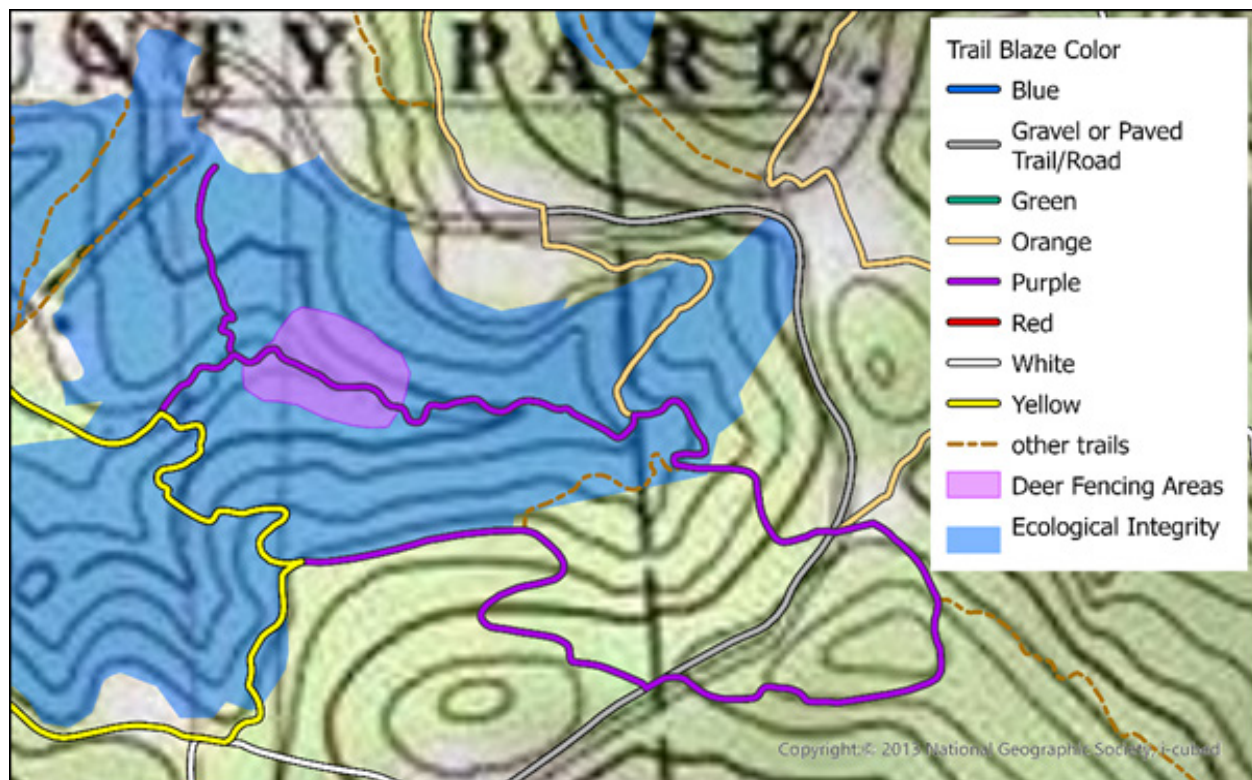 UNTY PARK.
Trail Blaze Color
Blue
Gravel or Paved
Trail/Road
Green
Orange
Purple
Red
White
Yellow
other trails
Deer Fencing Areas
Ecological Integrity
Copyright:© 2013 National Geographic Society, i-cubed